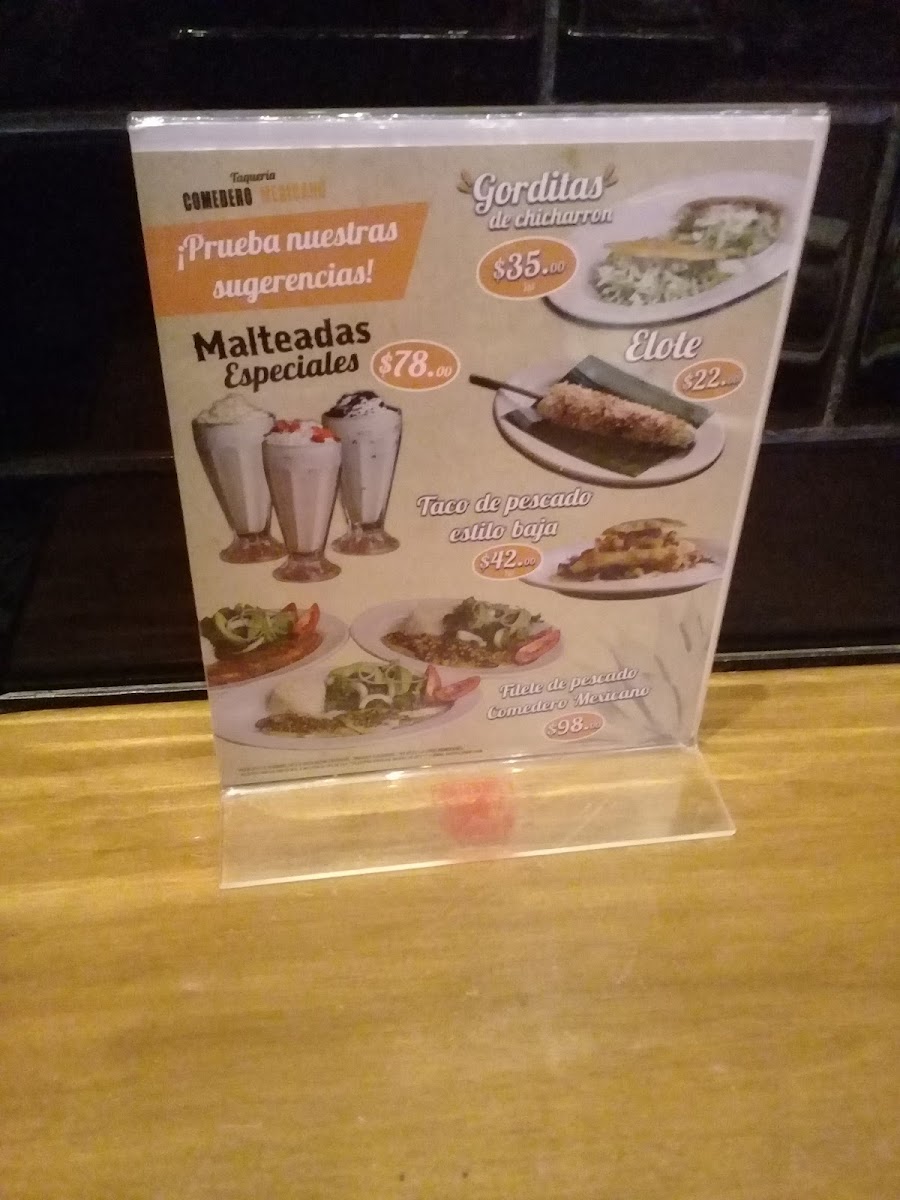 Taquería
COMEDERO MEXICANO
¡Prueba nuestras
sugerencias!
Malteadas
Especiales
$78.00
Gorditas
de chicharron
$35.00
Elote
$22.00
Taco de pescado
estilo baja
$42.00
Filete de pescado
Comedero Mexicano
$98.00